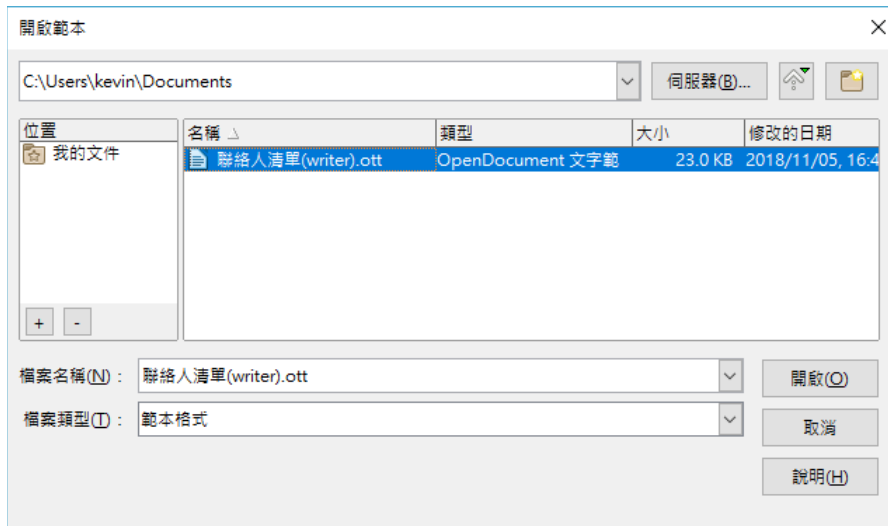 開啟範本
C:\Users\kevin\Documents 伺服器(B)...
位置 名稱 類型 大小 修改的日期
我的文件 聯絡人清單(writer).ott OpenDocument 文字範 23.0 KB 2018/11/05, 16:4
+ -
檔案名稱(N)： 聯絡人清單(writer).ott 開啟(O)
檔案類型(T)： 範本格式 取消
說明(H)